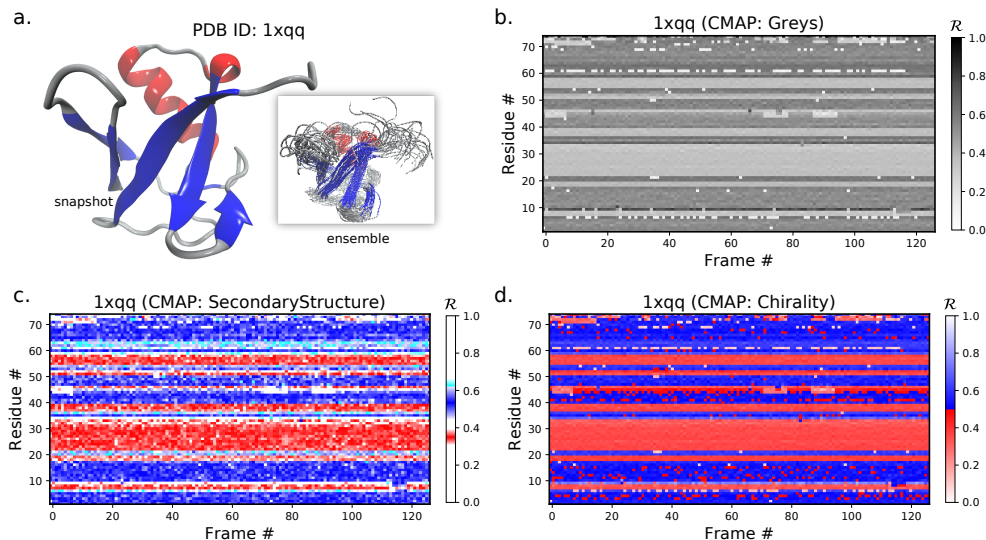 a.
PDB ID: 1xqq
snapshot
ensemble
b.
1xqq (CMAP: Greys)
Residue #
70
60
50
40
30
20
10
0 20 40 60 80 100 120
Frame #
R
1.0
0.8
0.6
0.4
0.2
0.0
c.
1xqq (CMAP: SecondaryStructure)
Residue #
70
60
50
40
30
20
10
0 20 40 60 80 100 120
Frame #
R
1.0
0.8
0.6
0.4
0.2
0.0
d.
1xqq (CMAP: Chirality)
Residue #
70
60
50
40
30
20
10
0 20 40 60 80 100 120
Frame #
R
1.0
0.8
0.6
0.4
0.2
0.0